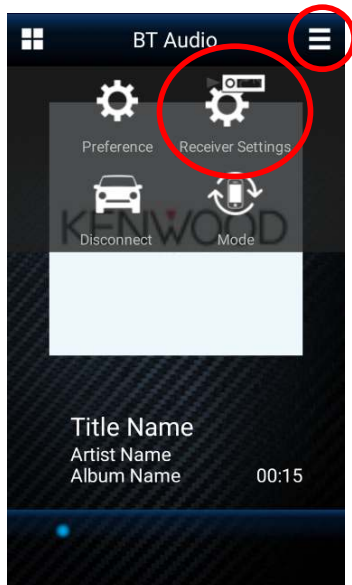 BT Audio
Preference Receiver Settings
KENWOOD
Disconnect Mode
Title Name
Artist Name
Album Name 00:15